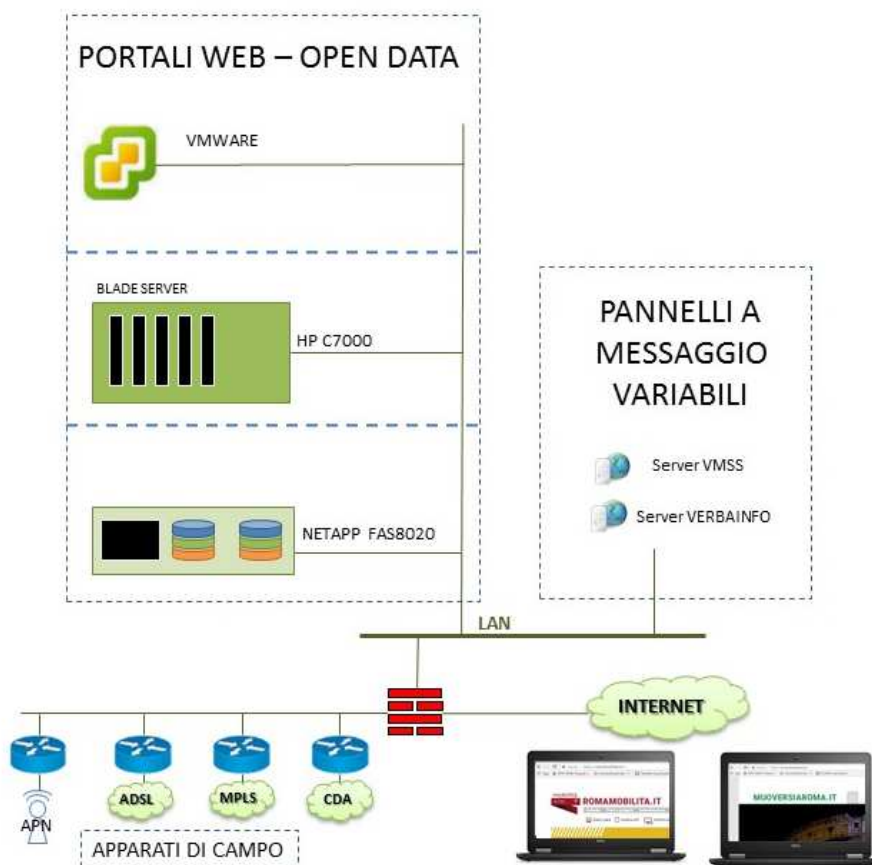 PORTALI WEB – OPEN DATA
VMWARE
BLADE SERVER
HP C7000
NETAPP FAS8020
PANNELLI A
MESSAGGIO
VARIABILI
Server VMSS
Server VERBAINFO
LAN
INTERNET
ADSL
MPLS
CDA
APN
APPARATI DI CAMPO
ROMAMOBILITA.IT
MUOVERSIAROMA.IT